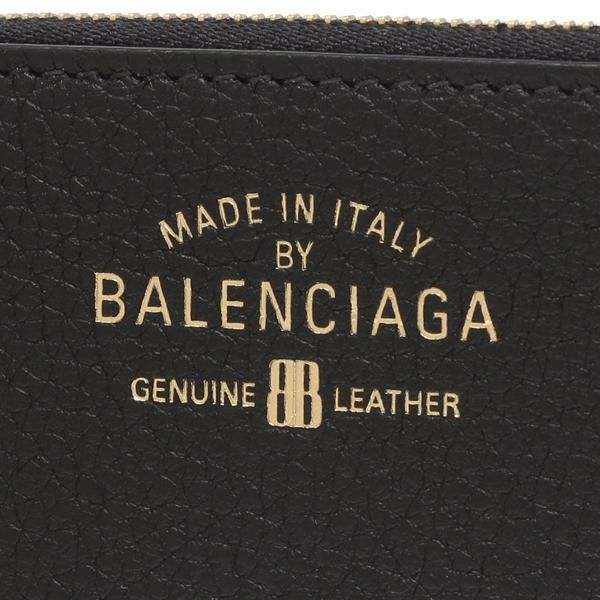 MADE IN ITALY
BY
BALENCIAGA
GENUINE BB LEATHER